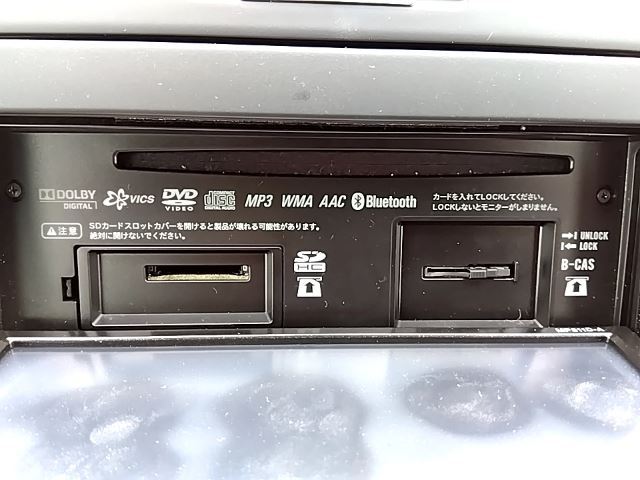 DOLBY DIGITAL VICS DVD VIDEO COMPACT disc DIGITAL AUDIO MP3 WMA AAC Bluetooth
カードを入れてLOCKしてください。
LOCKしないとモニターがしまりません。
注意 SDカードスロットカバーを開けると製品が壊れる可能性があります。
絶対に開けないでください。
UNLOCK
LOCK
SD HC
B-CAS